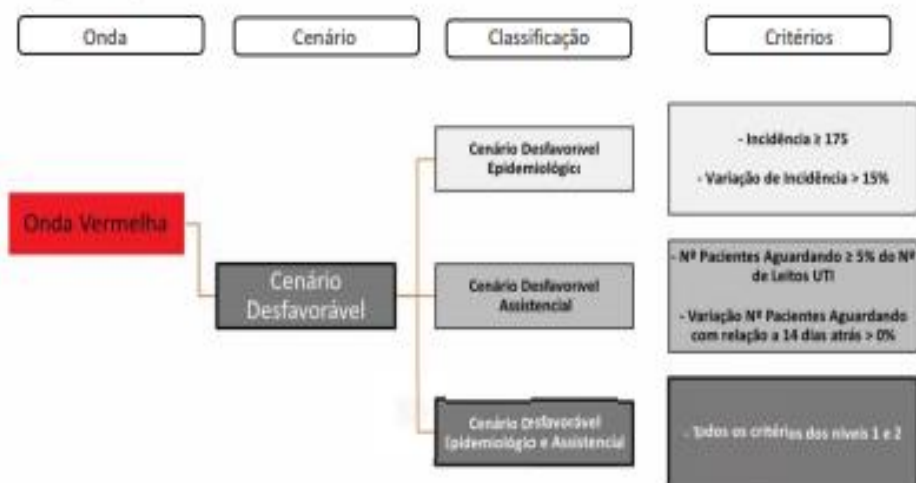 Onda
Cenário
Classificação
Critérios
Onda Vermelha
Cenário
Desfavorável
Cenário Desfavorável
Epidemiológico
- Incidência ≥ 175
- Variação de Incidência > 15%
Cenário Desfavorável
Assistencial
- Nº Pacientes Aguardando ≥ 5% do Nº
de Leitos UTI
- Variação Nº Pacientes Aguardando
com relação a 14 dias atrás > 0%
Cenário Desfavorável
Epidemiológico e Assistencial
- Todos os critérios dos níveis 1 e 2